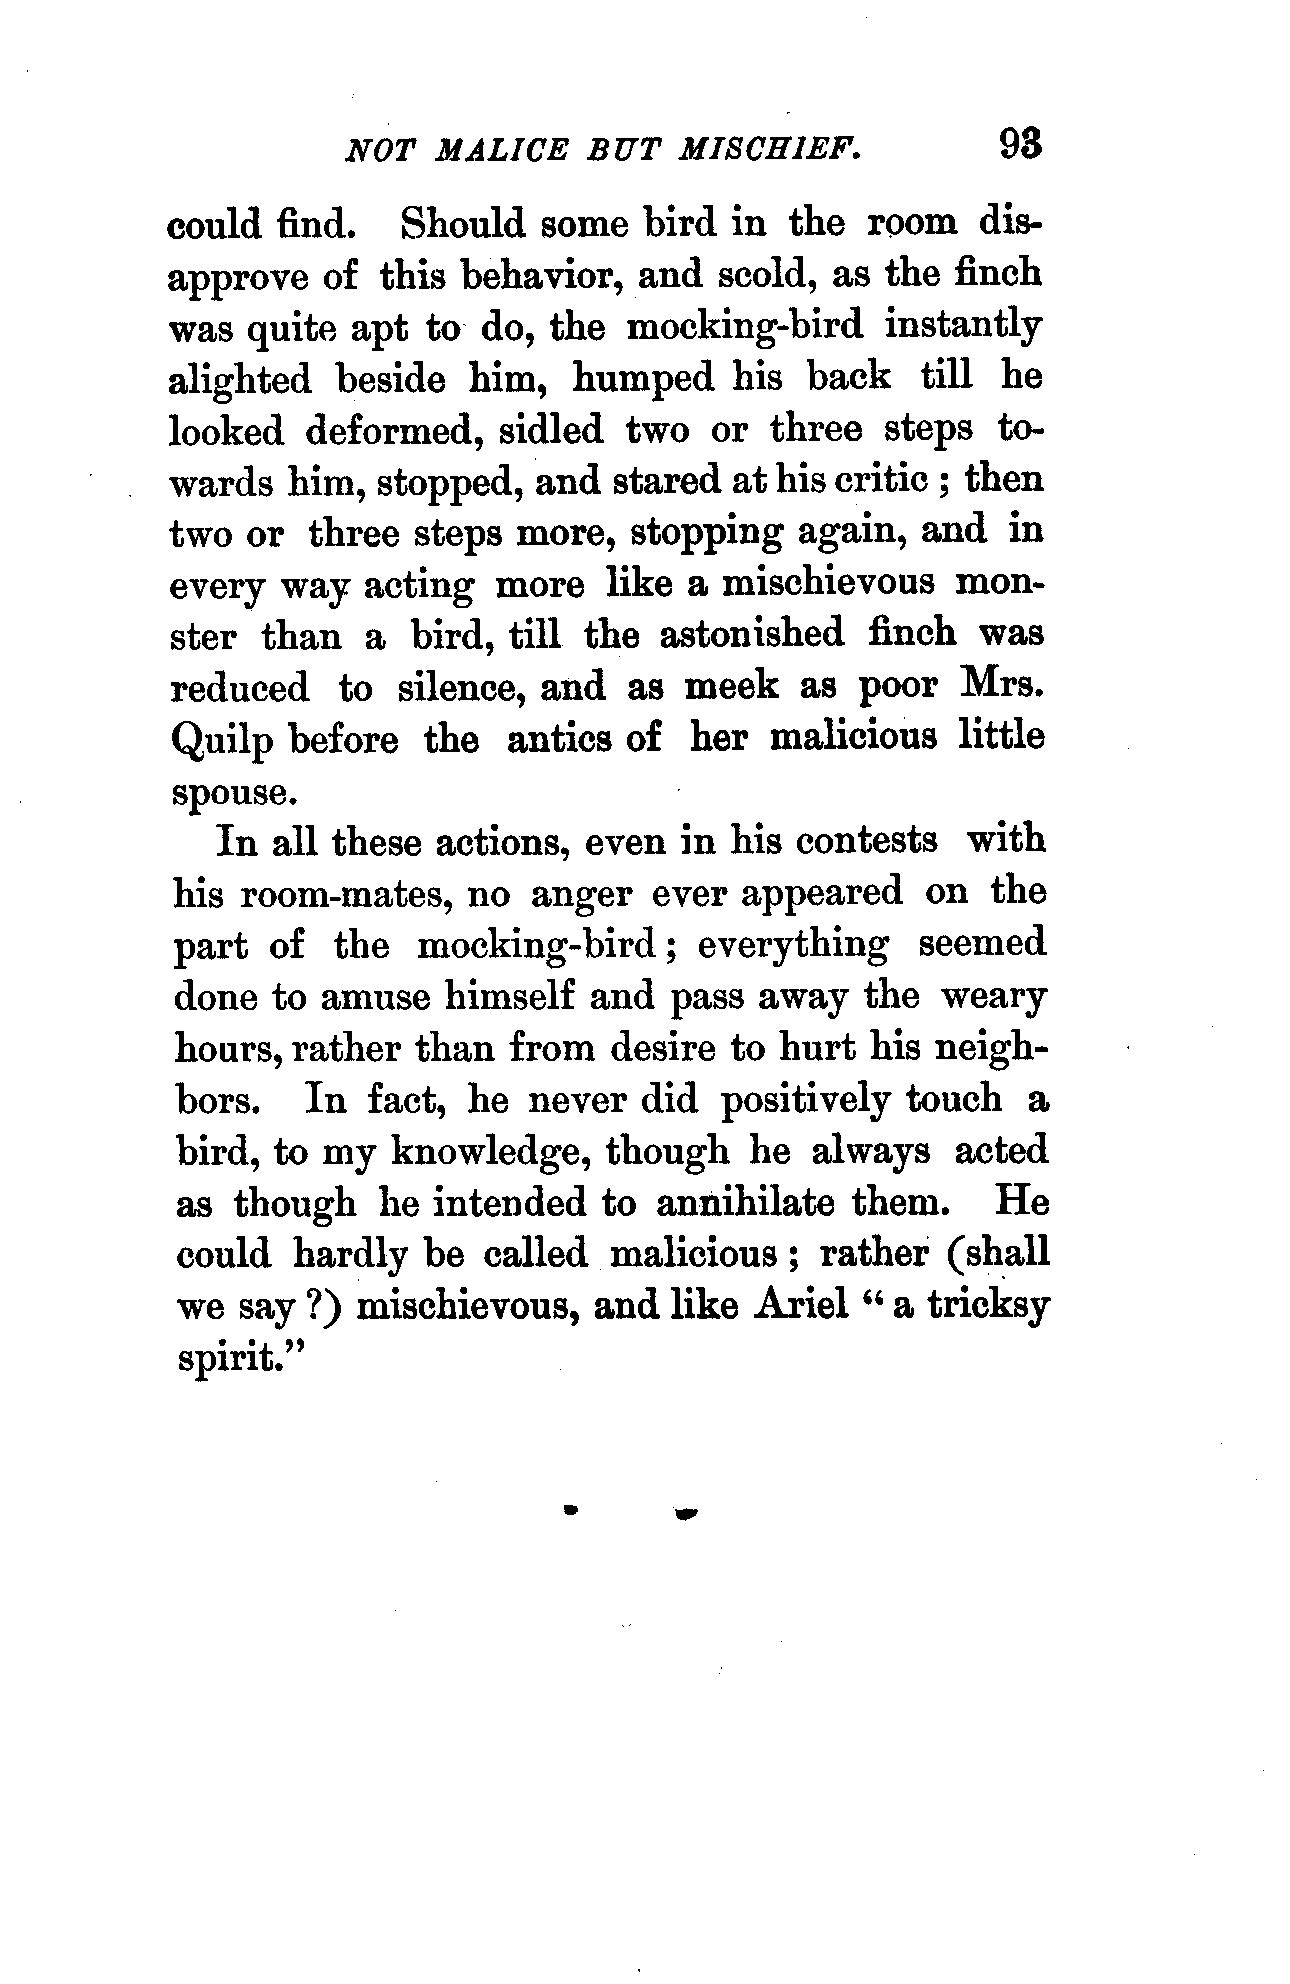 NOT MALICE BUT MISCHIEF. 93
could find. Should some bird in the room dis-
approve of this behavior, and scold, as the finch
was quite apt to do, the mocking-bird instantly
alighted beside him, humped his back till he
looked deformed, sidled two or three steps to-
wards him, stopped, and stared at his critic ; then
two or three steps more, stopping again, and in
every way acting more like a mischievous mon-
ster than a bird, till the astonished finch was
reduced to silence, and as meek as poor Mrs.
Quilp before the antics of her malicious little
spouse.
In all these actions, even in his contests with
his room-mates, no anger ever appeared on the
part of the mocking-bird ; everything seemed
done to amuse himself and pass away the weary
hours, rather than from desire to hurt his neigh-
bors. In fact, he never did positively touch a
bird, to my knowledge, though he always acted
as though he intended to annihilate them. He
could hardly be called malicious ; rather (shall
we say ?) mischievous, and like Ariel “ a tricksy
spirit.”